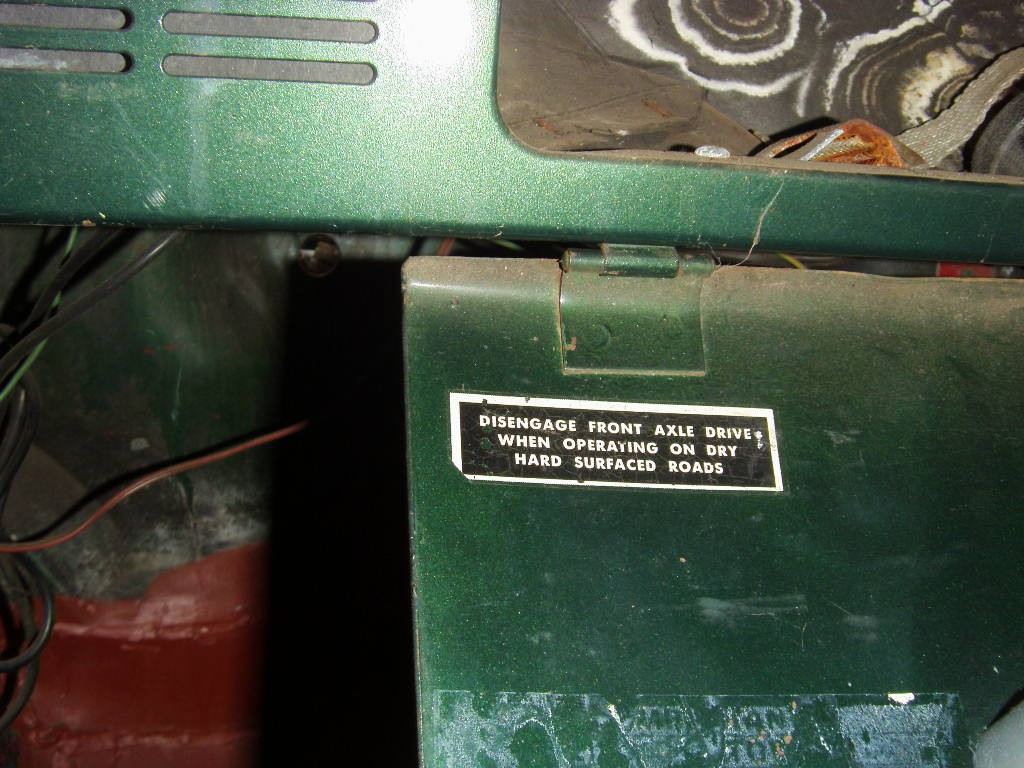 DISENGAGE FRONT AXLE DRIVE
WHEN OPERATING ON DRY
HARD SURFACED ROADS